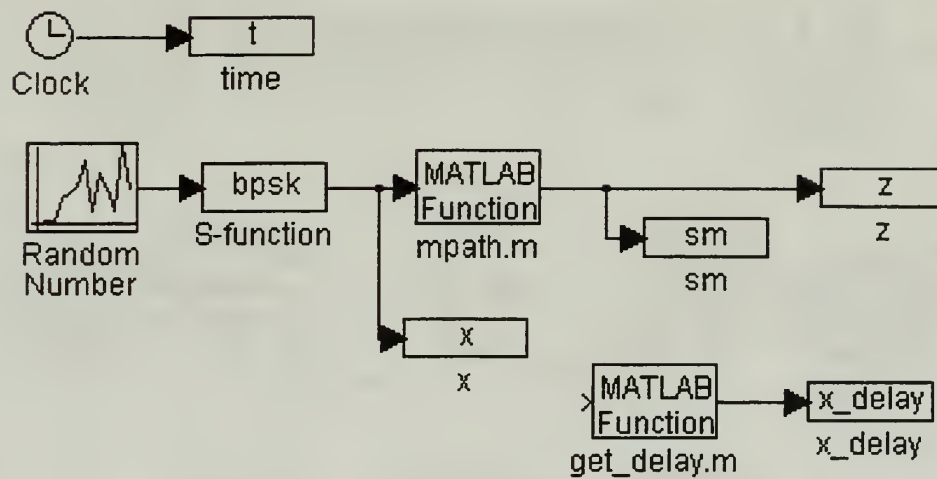 t
Clock
time
bpsk
MATLAB
Function
z
S-function
mpath.m
sm
z
Random
Number
sm
x
x
MATLAB
Function
x_delay
get_delay.m
x_delay